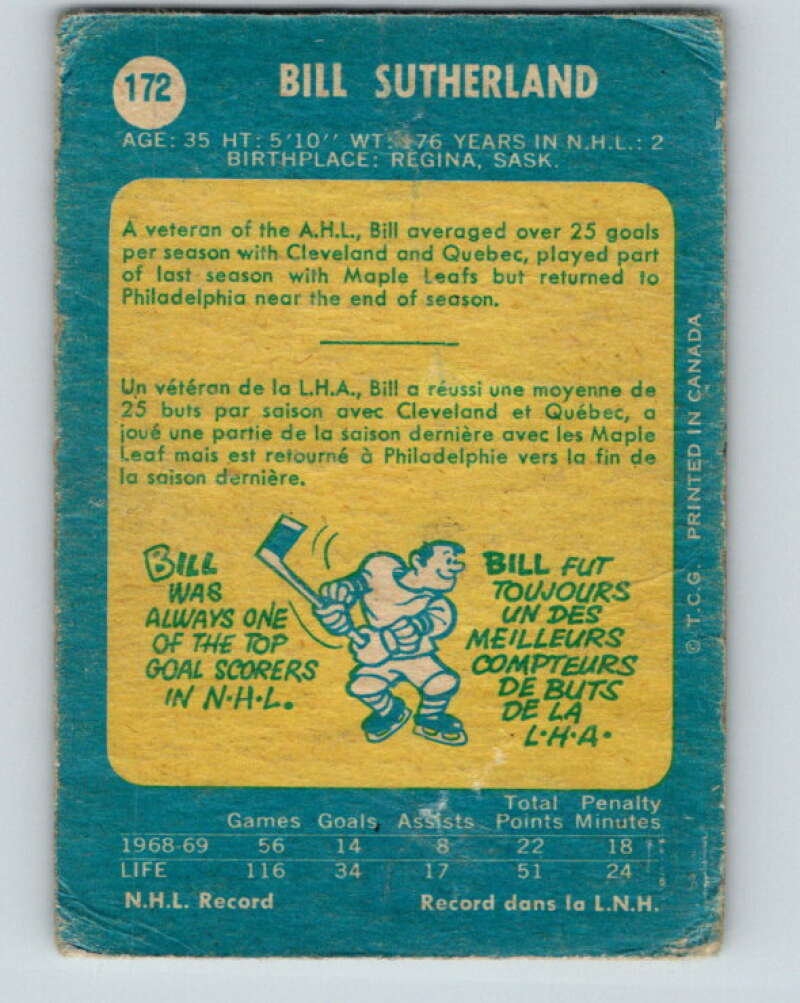 172
BILL SUTHERLAND
AGE: 35 HT: 5'10'' WT: 176 YEARS IN N.H.L.: 2
BIRTHPLACE: REGINA, SASK.
A veteran of the A.H.L., Bill averaged over 25 goals
per season with Cleveland and Quebec, played part
of last season with Maple Leafs but returned to
Philadelphia near the end of season.
Un vétéran de la L.H.A., Bill a réussi une moyenne de
25 buts par saison avec Cleveland et Québec, a
joué une partie de la saison dernière avec les Maple
Leaf mais est retourné à Philadelphie vers la fin de
la saison dernière.
BILL
WAS
ALWAYS ONE
OF THE TOP
GOAL SCORERS
IN N·H·L.
BILL FUT
TOUJOURS
UN DES
MEILLEURS
COMPTEURS
DE BUTS
DE LA
L·H·A·
© T.C.G. PRINTED IN CANADA
Total Penalty
Games Goals Assists Points Minutes
1968-69 56 14 8 22 18
LIFE 116 34 17 51 24
N.H.L. Record Record dans la L.N.H.